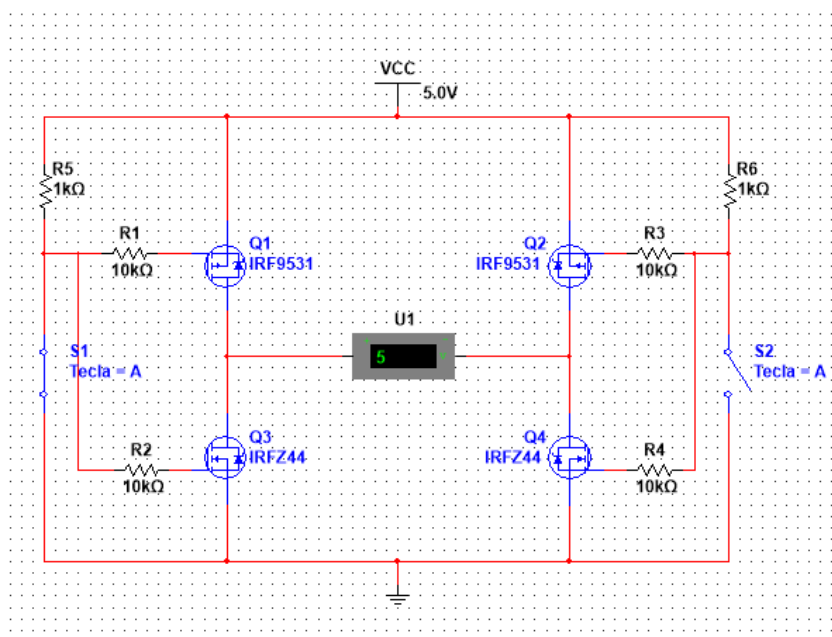 VCC
5.0V
R5
1kΩ
R6
1kΩ
R1
10kΩ
Q1
IRF9531
Q2
IRF9531
R3
10kΩ
U1
5
S1
Tecla = A
S2
Tecla = A
R2
10kΩ
Q3
IRFZ44
Q4
IRFZ44
R4
10kΩ